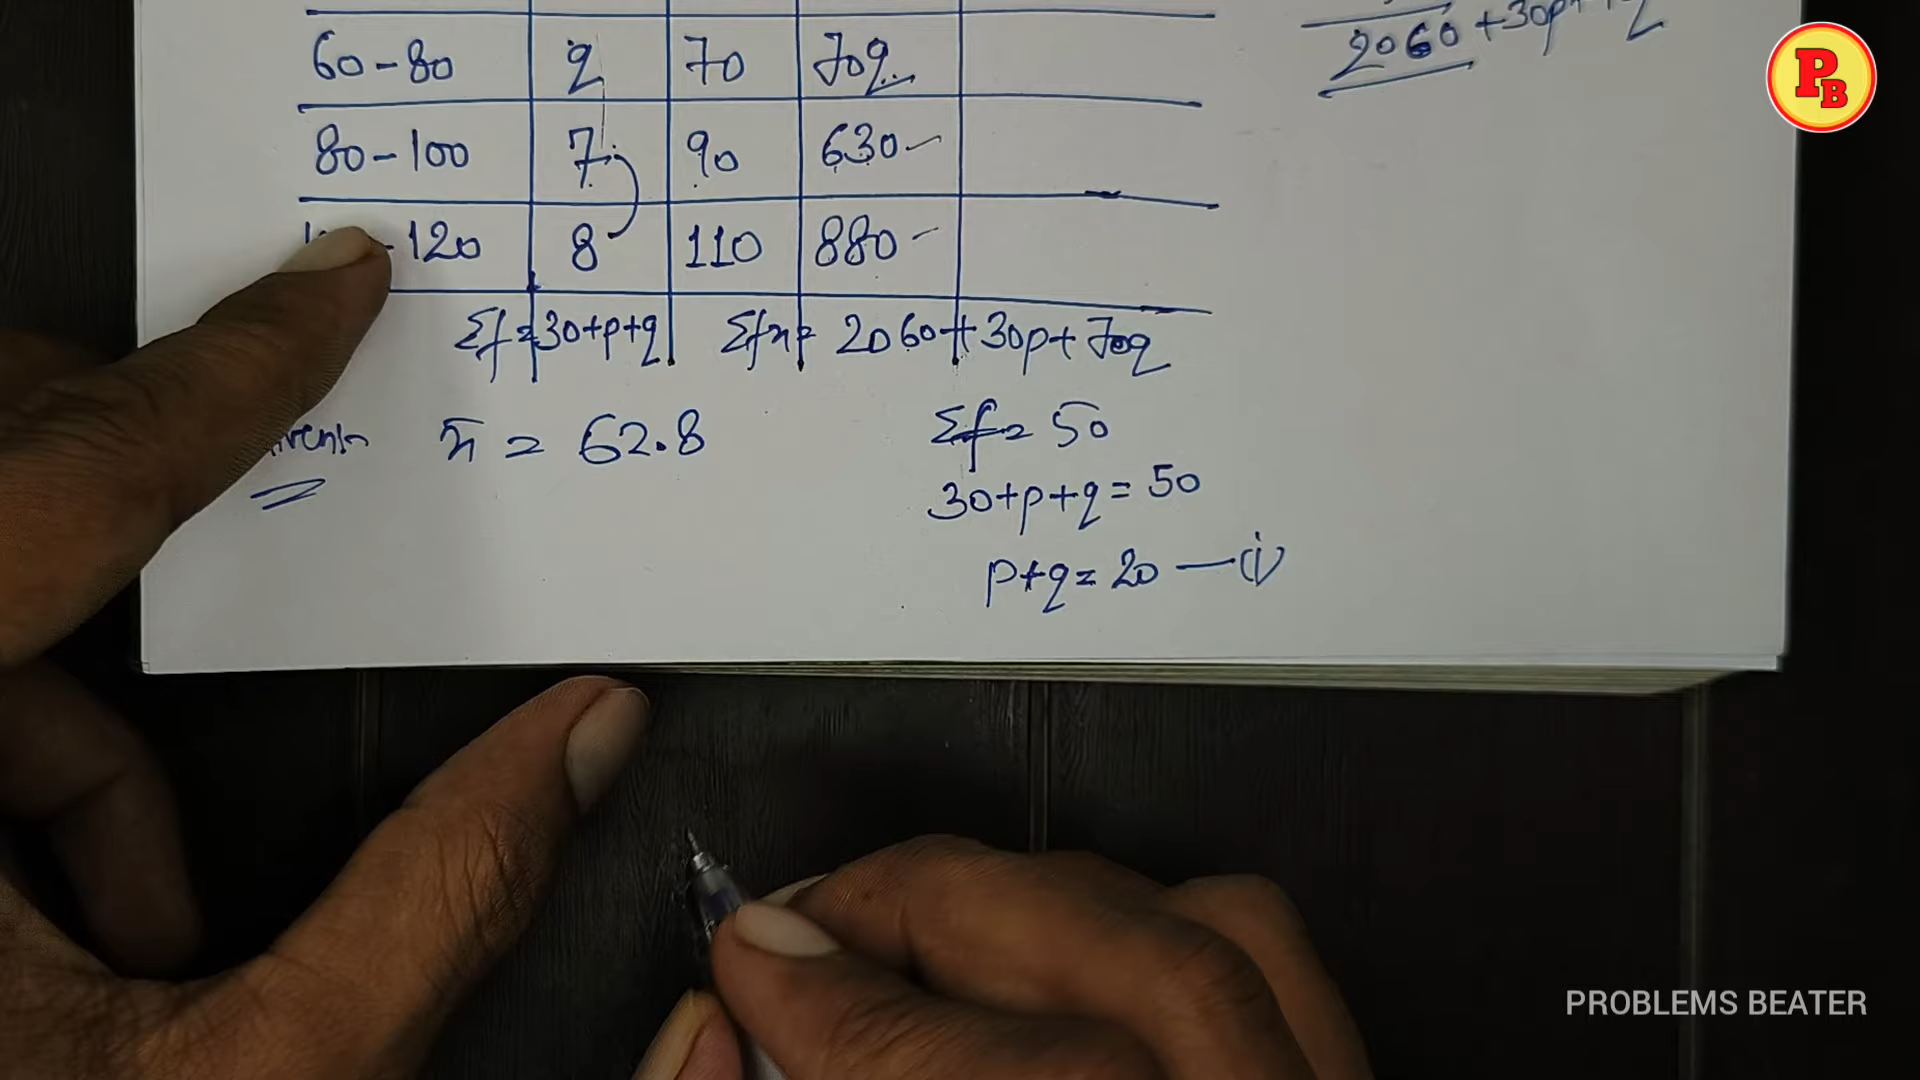 2060+30p+
60-80 q 70 70q
80-100 7 90 630
-120 8 110 880
Σf=30+p+q Σfx= 2060+30p+70q
x̄ = 62.8 Σf= 50
30+p+q= 50
p+q=20 —(i)
PB
PROBLEMS BEATER